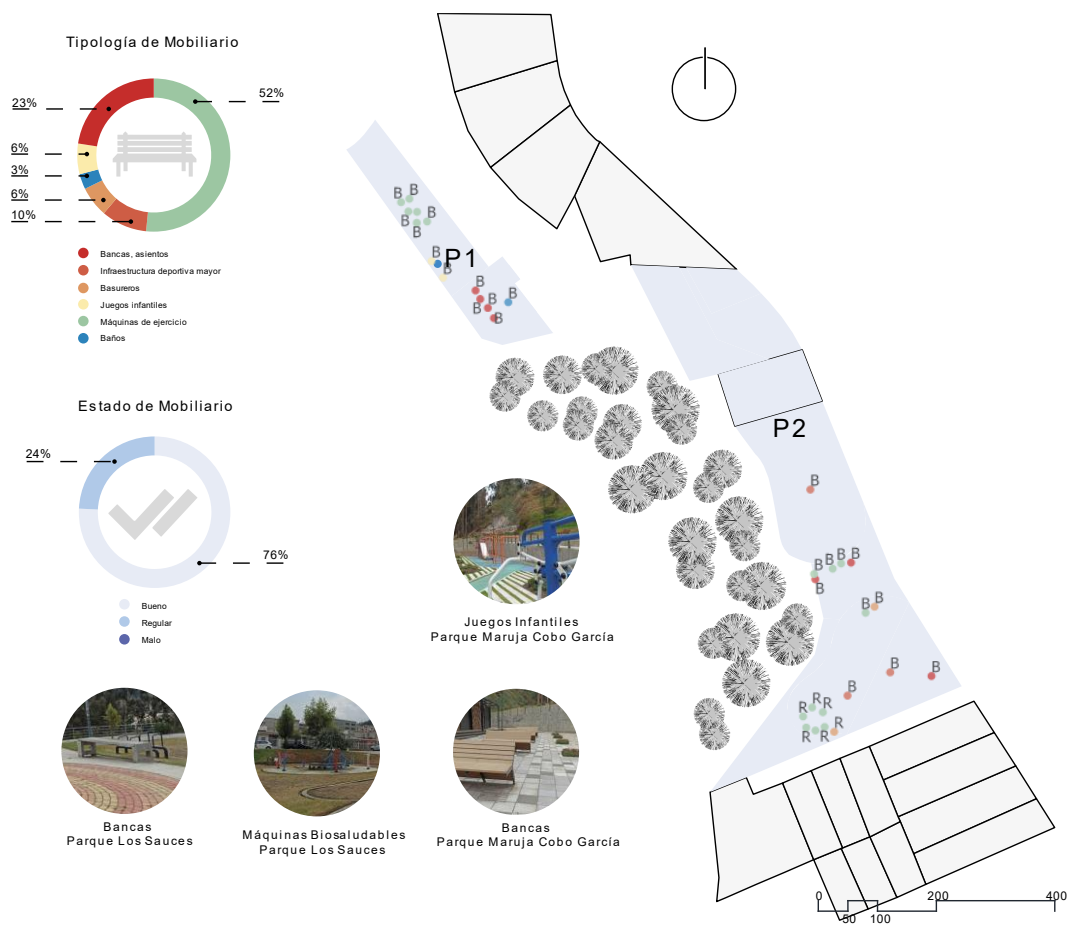 Tipología de Mobiliario
52%
23%
6%
3%
6%
10%
Bancas, asientos
Infraestructura deportiva mayor
Basureros
Juegos infantiles
Máquinas de ejercicio
Baños
Estado de Mobiliario
24%
76%
Bueno
Regular
Malo
B B
B B
B
B
P1
B
B
B
B
B
B
P2
B
B B B B
B
B B
B
B
B
R R R
R R R
Juegos Infantiles
Parque Maruja Cobo García
Bancas
Parque Los Sauces
Máquinas Biosaludables
Parque Los Sauces
Bancas
Parque Maruja Cobo García
0 200 400
50 100